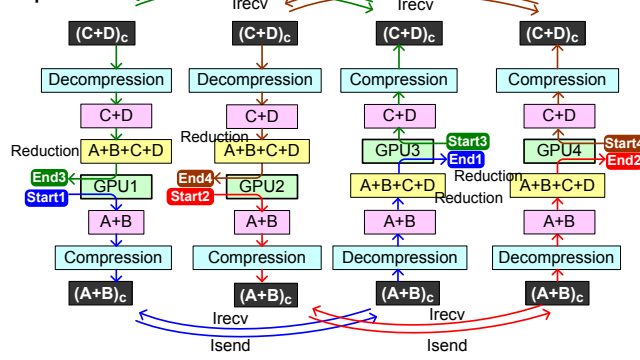 Irecv Irecv
(C+D)c (C+D)c (C+D)c (C+D)c
Decompression Decompression Compression Compression
C+D C+D C+D C+D
Reduction A+B+C+D Reduction A+B+C+D GPU3 Start3 GPU4 Start4
End3 GPU1 End4 GPU2 End1 End2
Start1 Start2 A+B+C+D Reduction A+B+C+D Reduction
A+B A+B A+B A+B
Compression Compression Decompression Decompression
(A+B)c (A+B)c (A+B)c (A+B)c
Irecv Irecv
Isend Isend